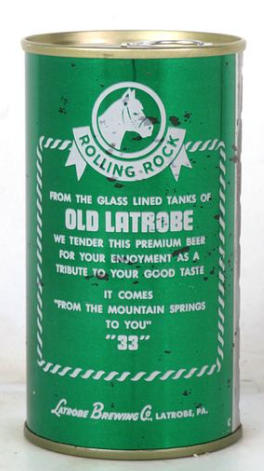 ROLLING-ROCK
FROM THE GLASS LINED TANKS OF
OLD LATROBE
WE TENDER THIS PREMIUM BEER
FOR YOUR ENJOYMENT AS A
TRIBUTE TO YOUR GOOD TASTE
IT COMES
"FROM THE MOUNTAIN SPRINGS
TO YOU"
"33"
LATROBE BREWING Co., LATROBE, PA.